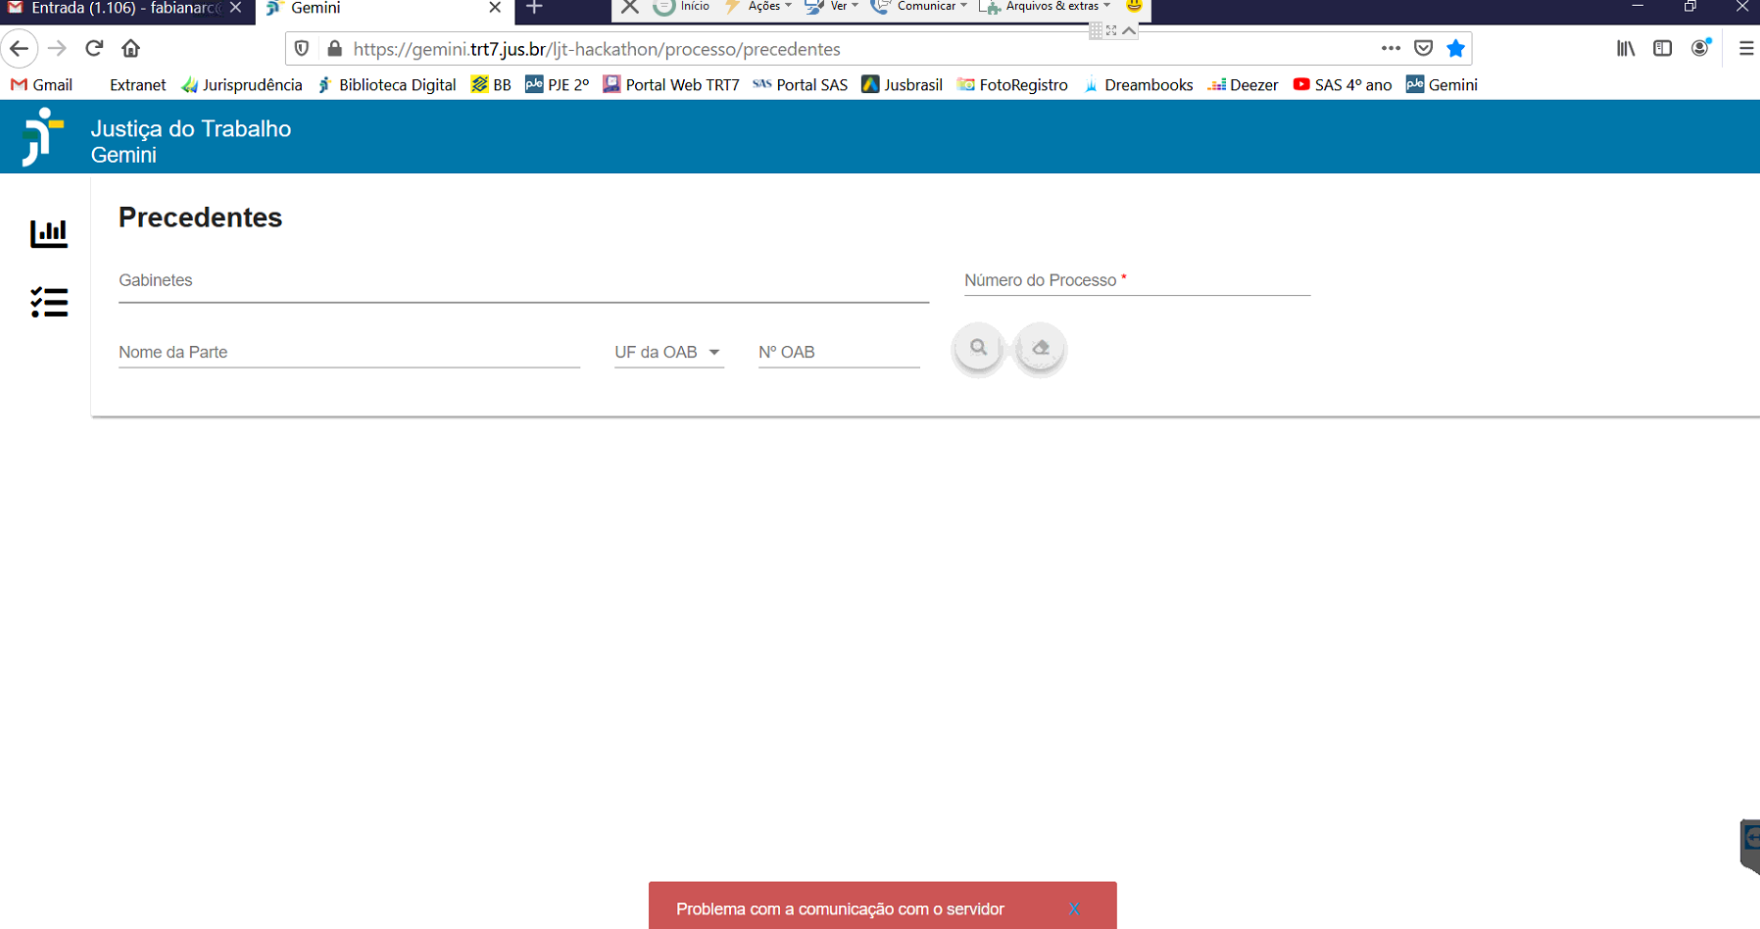 Entrada (1.106) - fabianarc
Gemini
Início
Ações
Ver
Comunicar
Arquivos & extras
https://gemini.trt7.jus.br/ljt-hackathon/processo/precedentes
Gmail
Extranet
Jurisprudência
Biblioteca Digital
BB
PJE 2º
Portal Web TRT7
SAS Portal SAS
Jusbrasil
FotoRegistro
Dreambooks
Deezer
SAS 4º ano
Gemini
Justiça do Trabalho
Gemini
Precedentes
Gabinetes
Número do Processo *
Nome da Parte
UF da OAB
Nº OAB
Problema com a comunicação com o servidor X